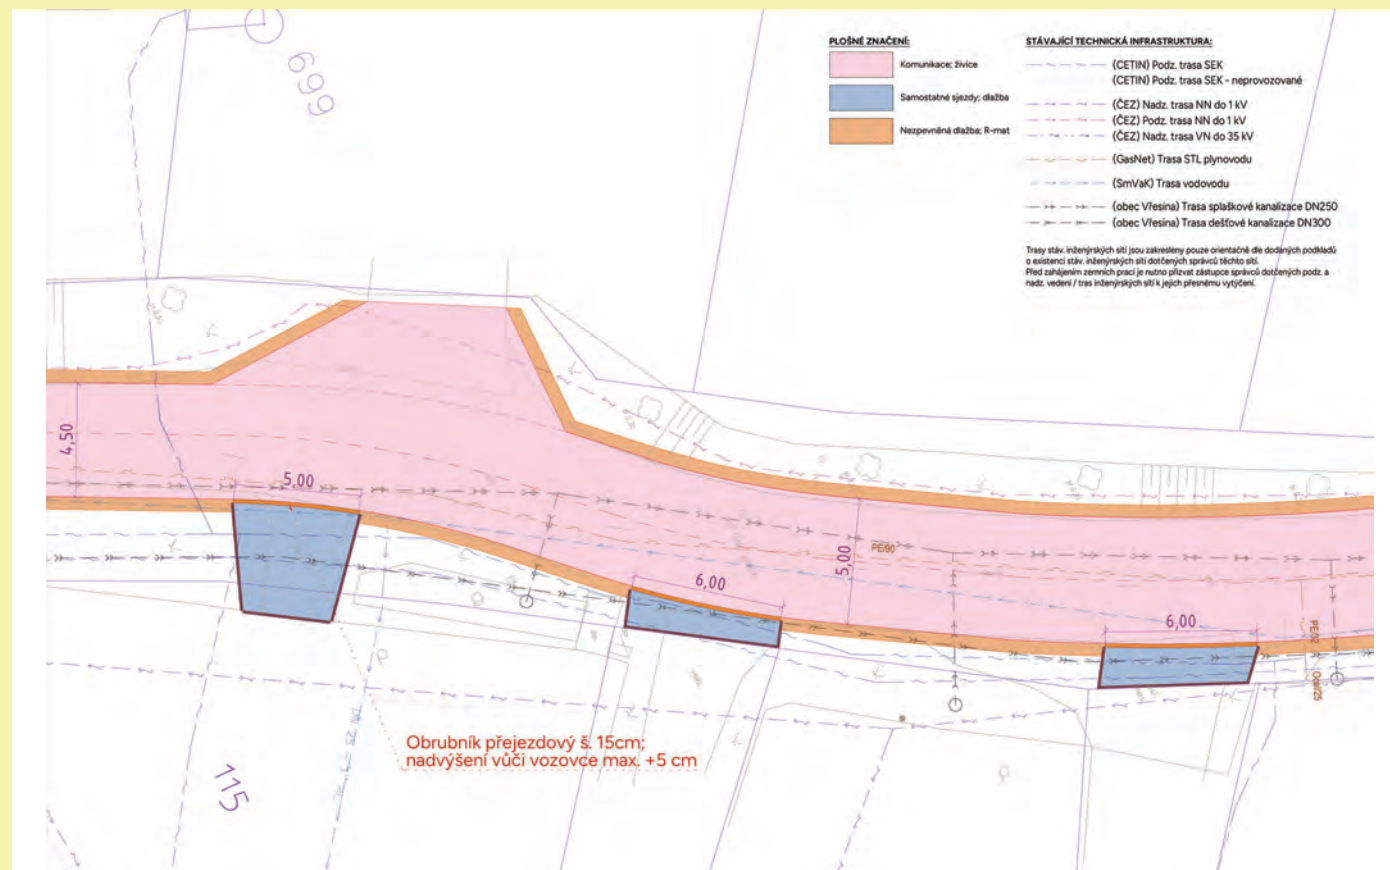 PLOŠNÉ ZNAČENÍ:
Komunikace; živice
Samostatné sjezdy; dlažba
Nezpevněná dlažba; R-mat
STÁVAJÍCÍ TECHNICKÁ INFRASTRUKTURA:
(CETIN) Podz. trasa SEK
(CETIN) Podz. trasa SEK - neprovozované
(ČEZ) Nadz. trasa NN do 1 kV
(ČEZ) Podz. trasa NN do 1 kV
(ČEZ) Nadz. trasa VN do 35 kV
(GasNet) Trasa STL plynovodu
(SmVaK) Trasa vodovodu
(obec Vřesina) Trasa splaškové kanalizace DN250
(obec Vřesina) Trasa dešťové kanalizace DN300
Trasy stáv. inženýrských sítí jsou zakresleny pouze orientačně dle dodaných podkladů
o existenci stáv. inženýrských sítí dotčených správců těchto sítí.
Před zahájením zemních prací je nutno přizvat zástupce správců dotčených podz. a
nadz. vedení / tras inženýrských sítí k jejich přesnému vytýčení.
699
4,50
5,00
6,00
5,00
PE90
6,00
Obrubník přejezdový š. 15cm;
nadvýšení vůči vozovce max. +5 cm
115